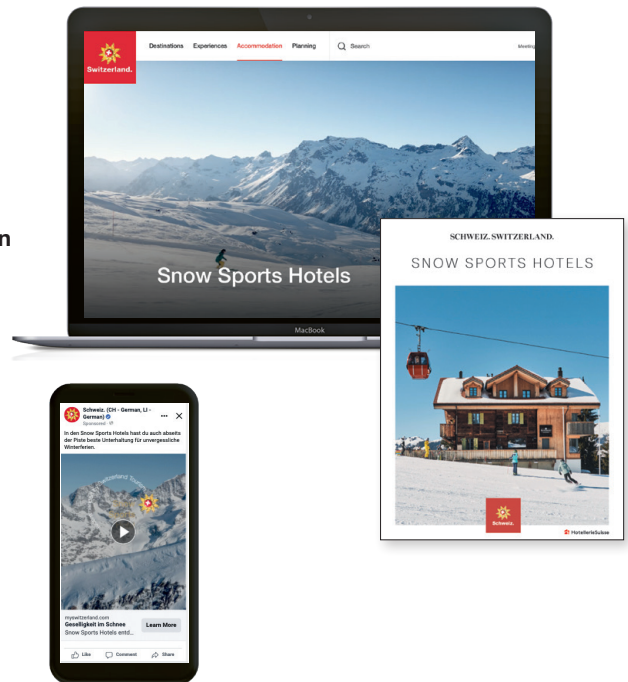 Destinations Experiences Accommodation Planning Search Meeting
Switzerland.
Snow Sports Hotels
MacBook
n
SCHWEIZ. SWITZERLAND.
SNOW SPORTS HOTELS
Schweiz.
HotellerieSuisse
Schweiz. (CH - German, LI -
German)
Sponsored
In den Snow Sports Hotels hast du auch abseits
der Piste beste Unterhaltung für unvergessliche
Winterferien.
Switzerland Tourism
myswitzerland.com
Geselligkeit im Schnee
Snow Sports Hotels entd...
Learn More
Like Comment Share